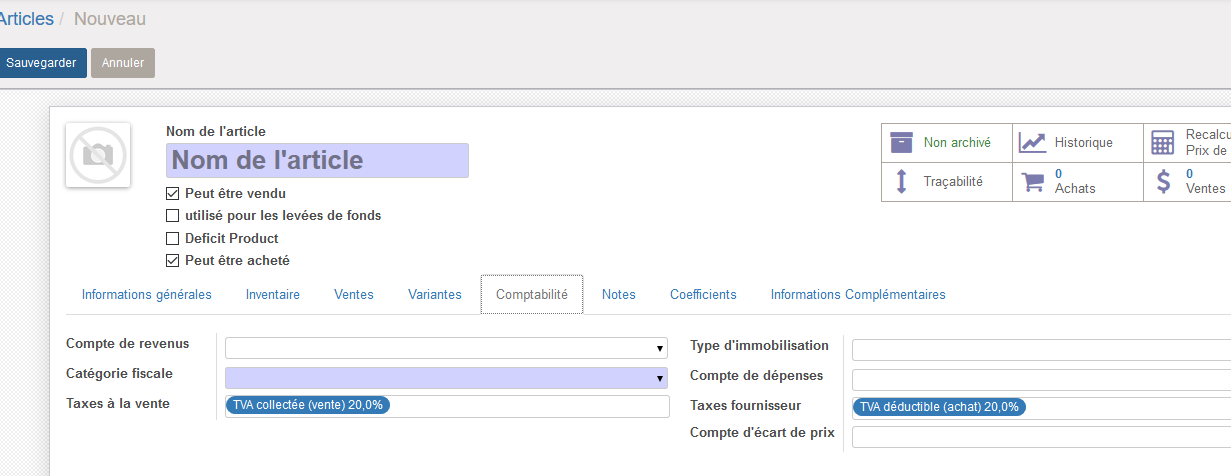 Articles / Nouveau
Sauvegarder Annuler
Nom de l'article
Nom de l'article
Peut être vendu
utilisé pour les levées de fonds
Deficit Product
Peut être acheté
Non archivé
Historique
Recalcu
Prix de
Traçabilité
0
Achats
0
Ventes
Informations générales Inventaire Ventes Variantes Comptabilité Notes Coefficients Informations Complémentaires
Compte de revenus
Catégorie fiscale
Taxes à la vente TVA collectée (vente) 20,0%
Type d'immobilisation
Compte de dépenses
Taxes fournisseur TVA déductible (achat) 20,0%
Compte d'écart de prix